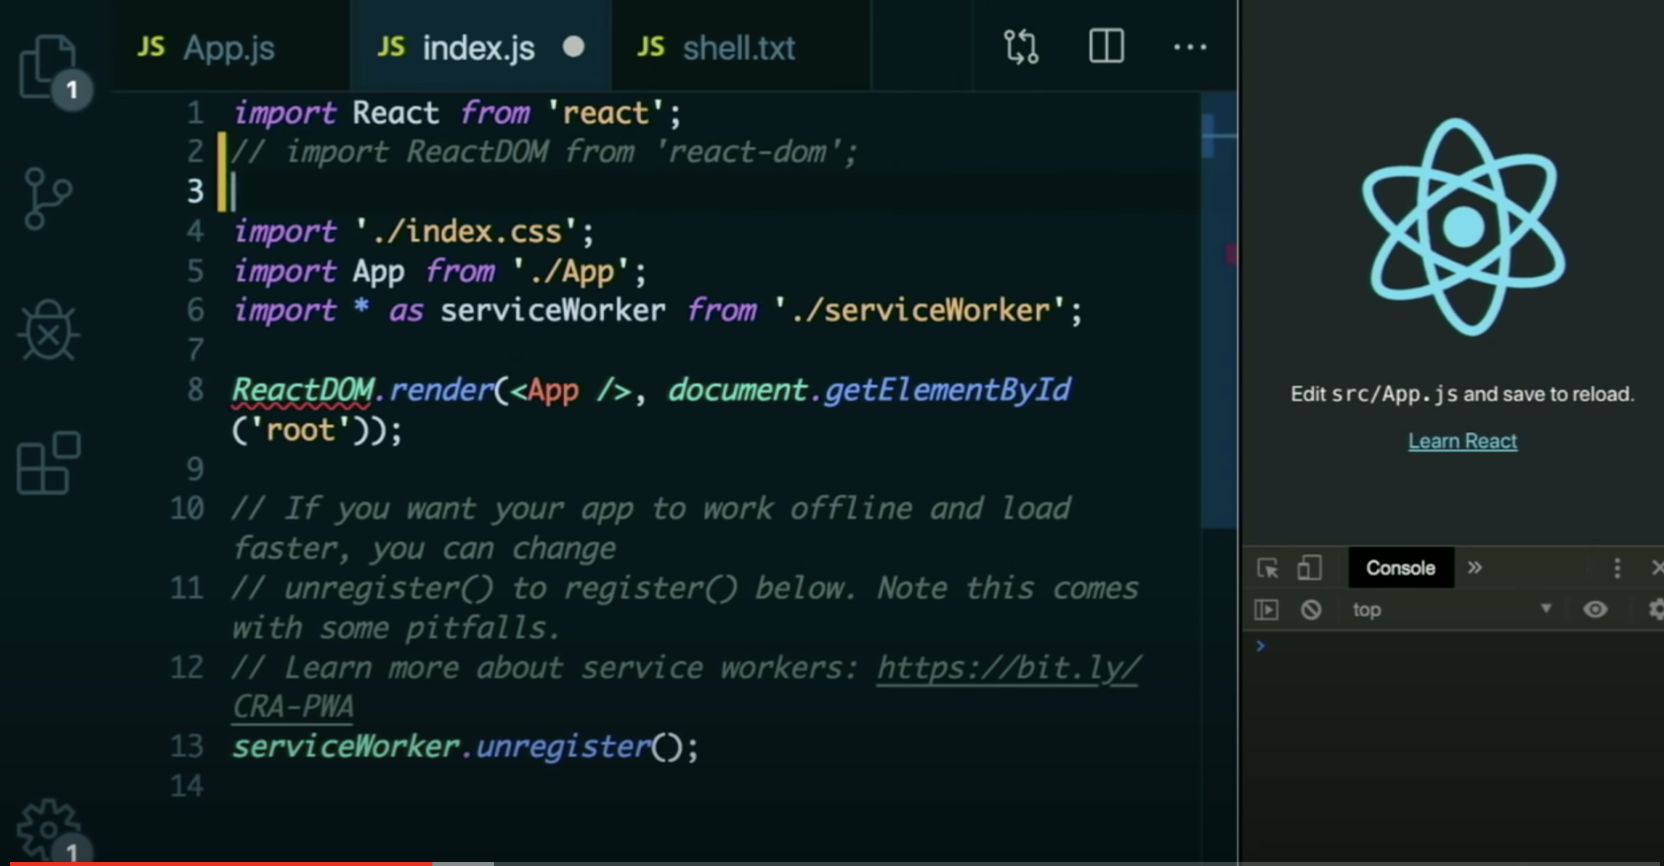 JS App.js
JS index.js
JS shell.txt
1
1 import React from 'react';
2 // import ReactDOM from 'react-dom';
3
4 import './index.css';
5 import App from './App';
6 import * as serviceWorker from './serviceWorker';
7
8 ReactDOM.render(<App />, document.getElementById
('root'));
9
10 // If you want your app to work offline and load
faster, you can change
11 // unregister() to register() below. Note this comes
with some pitfalls.
12 // Learn more about service workers: https://bit.ly/
CRA-PWA
13 serviceWorker.unregister();
14
1
Edit src/App.js and save to reload.
Learn React
Console
top